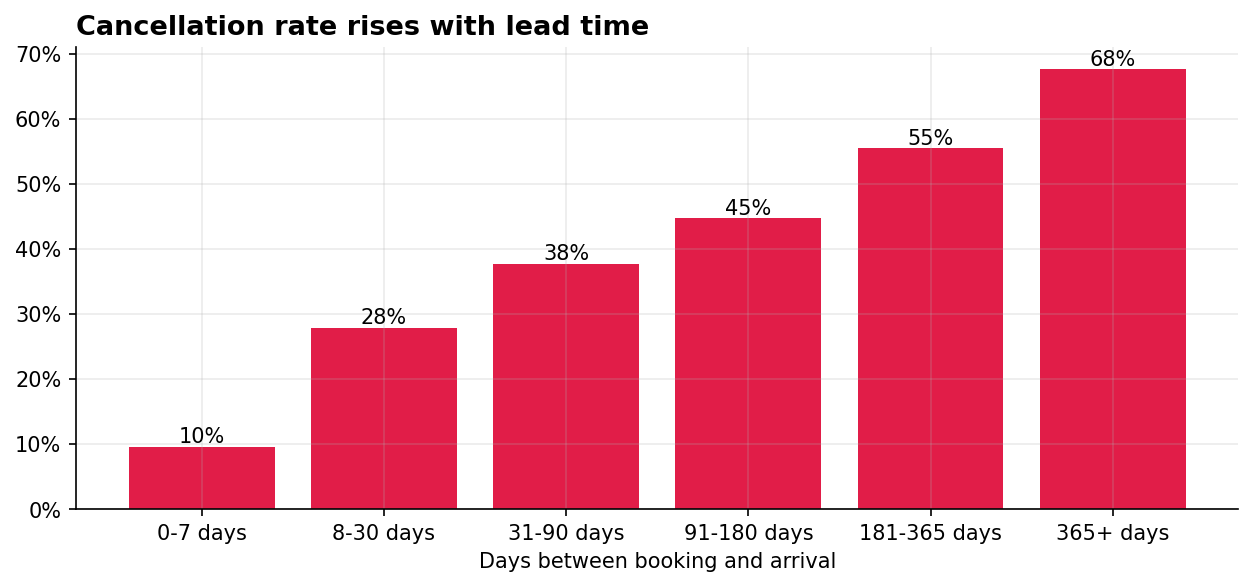 Cancellation rate rises with lead time
70%
60%
50%
40%
30%
20%
10%
0%
10%
28%
38%
45%
55%
68%
0-7 days
8-30 days
31-90 days
91-180 days
181-365 days
365+ days
Days between booking and arrival